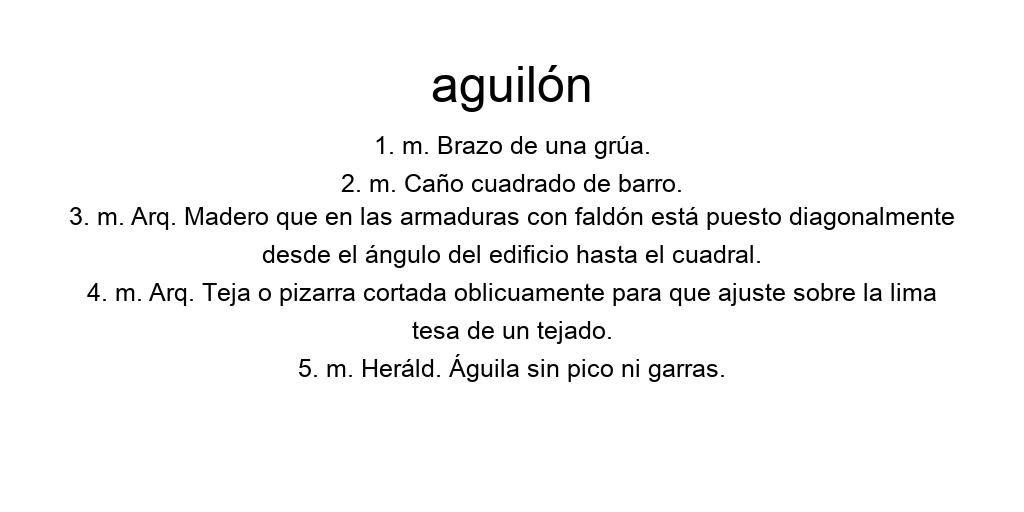 aguilón
1. m. Brazo de una grúa.
2. m. Caño cuadrado de barro.
3. m. Arq. Madero que en las armaduras con faldón está puesto diagonalmente
desde el ángulo del edificio hasta el cuadral.
4. m. Arq. Teja o pizarra cortada oblicuamente para que ajuste sobre la lima
tesa de un tejado.
5. m. Heráld. Águila sin pico ni garras.